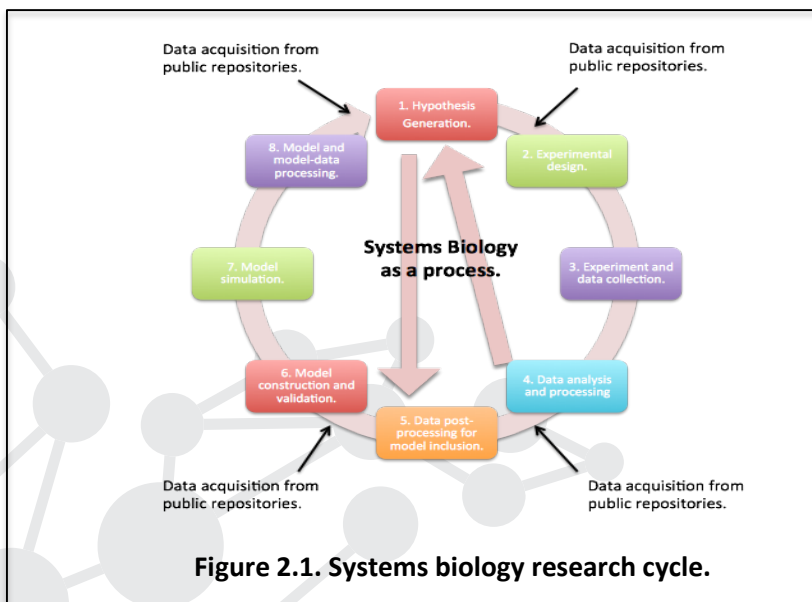 Data acquisition from
public repositories.
Data acquisition from
public repositories.
1. Hypothesis
Generation.
8. Model and
model-data
processing.
2. Experimental
design.
Systems Biology
as a process.
7. Model
simulation.
3. Experiment and
data collection.
6. Model
construction and
validation.
4. Data analysis
and processing
5. Data post-
processing for
model inclusion.
Data acquisition from
public repositories.
Data acquisition from
public repositories.
Figure 2.1. Systems biology research cycle.